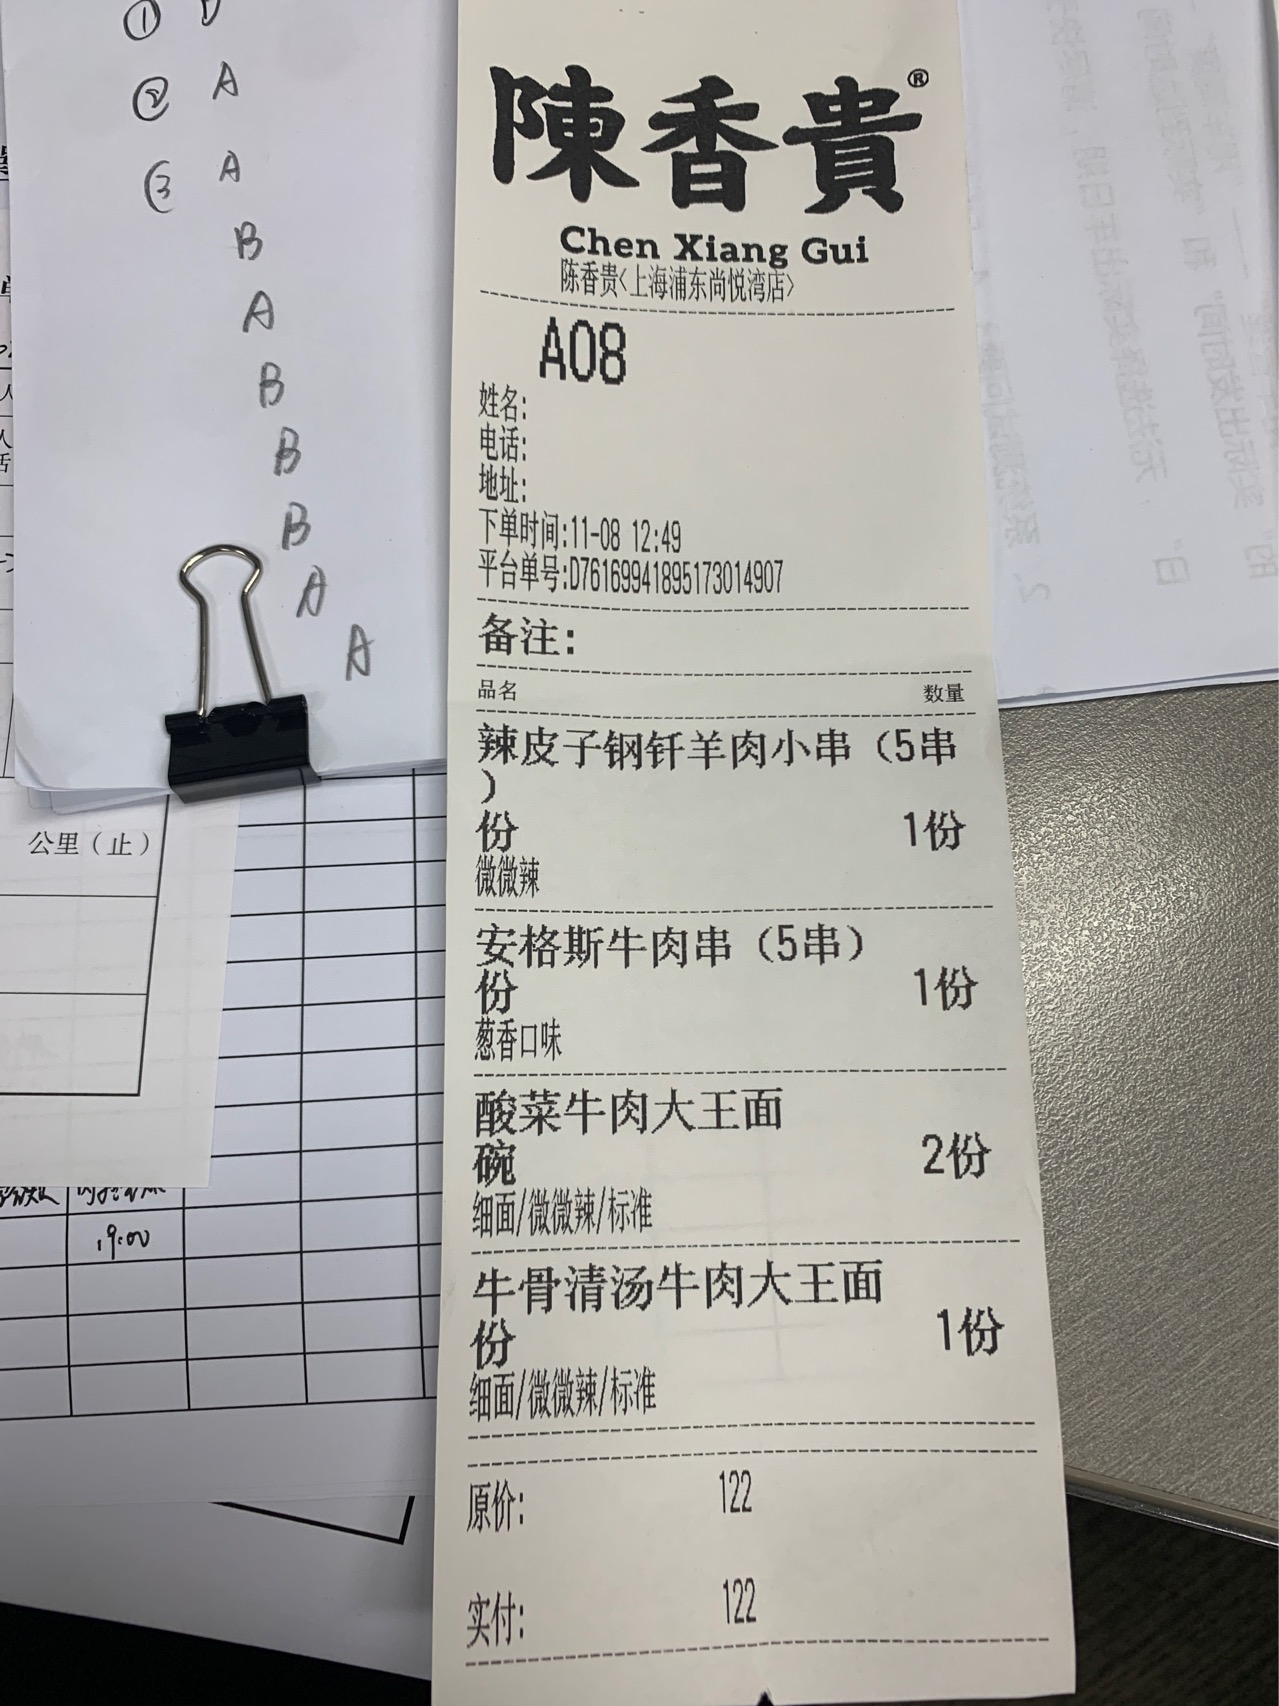 ① D
② A
③ A
B
A
B
B
B
A
A
公里（止）
19:00
陳香貴®
Chen Xiang Gui
陈香贵<上海浦东尚悦湾店>
A08
姓名:
电话:
地址:
下单时间:11-08 12:49
平台单号:D76169941895173014907
备注:
品名 数量
辣皮子钢钎羊肉小串（5串
）
份 1份
微微辣
安格斯牛肉串（5串）
份 1份
葱香口味
酸菜牛肉大王面
碗 2份
细面/微微辣/标准
牛骨清汤牛肉大王面
份 1份
细面/微微辣/标准
原价: 122
实付: 122